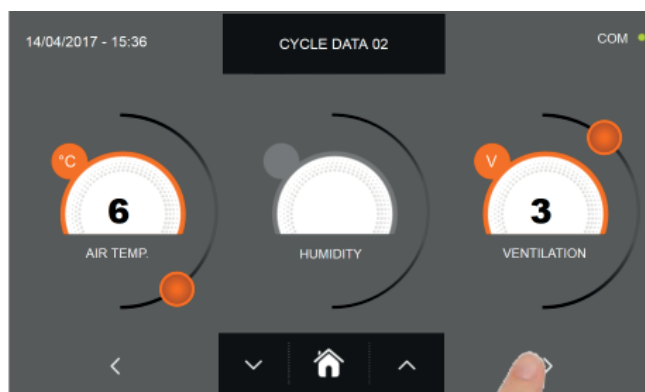 14/04/2017 - 15:36
CYCLE DATA 02
COM
°C
6
AIR TEMP.
HUMIDITY
V
3
VENTILATION